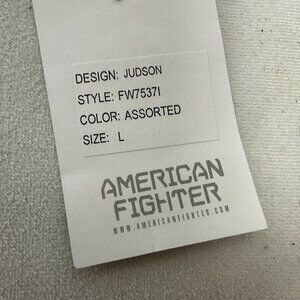 DESIGN: JUDSON
STYLE: FW7537I
COLOR: ASSORTED
SIZE: L
AMERICAN
FIGHTER
WWW.AMERICANFIGHTER.COM